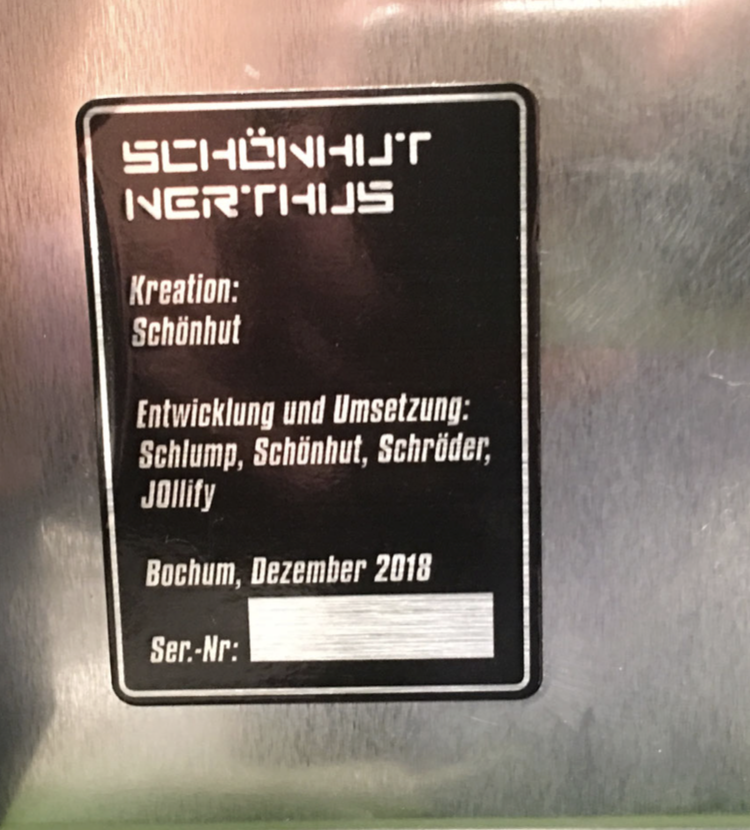 SCHÖNHUT
NERTHUS
Kreation:
Schönhut
Entwicklung und Umsetzung:
Schlump, Schönhut, Schröder,
JOllify
Bochum, Dezember 2018
Ser.-Nr: